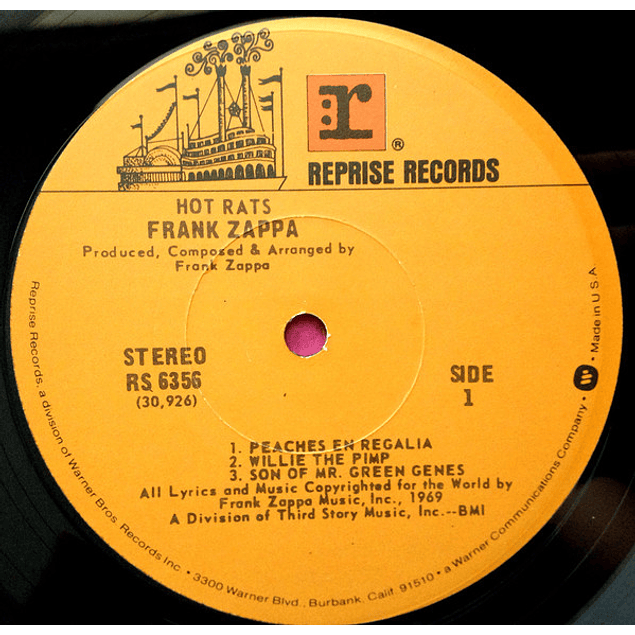 r
®
REPRISE RECORDS
HOT RATS
FRANK ZAPPA
Produced, Composed & Arranged by
Frank Zappa
STEREO
RS 6356
(30,926)
SIDE
1
1. PEACHES EN REGALIA
2. WILLIE THE PIMP
3. SON OF MR. GREEN GENES
All Lyrics and Music Copyrighted for the World by
Frank Zappa Music, Inc., 1969
A Division of Third Story Music, Inc.--BMI
Reprise Records, a division of Warner Bros. Records Inc • 3300 Warner Blvd., Burbank, Calif. 91510 • a Warner Communications Company • W • Made in U.S.A.